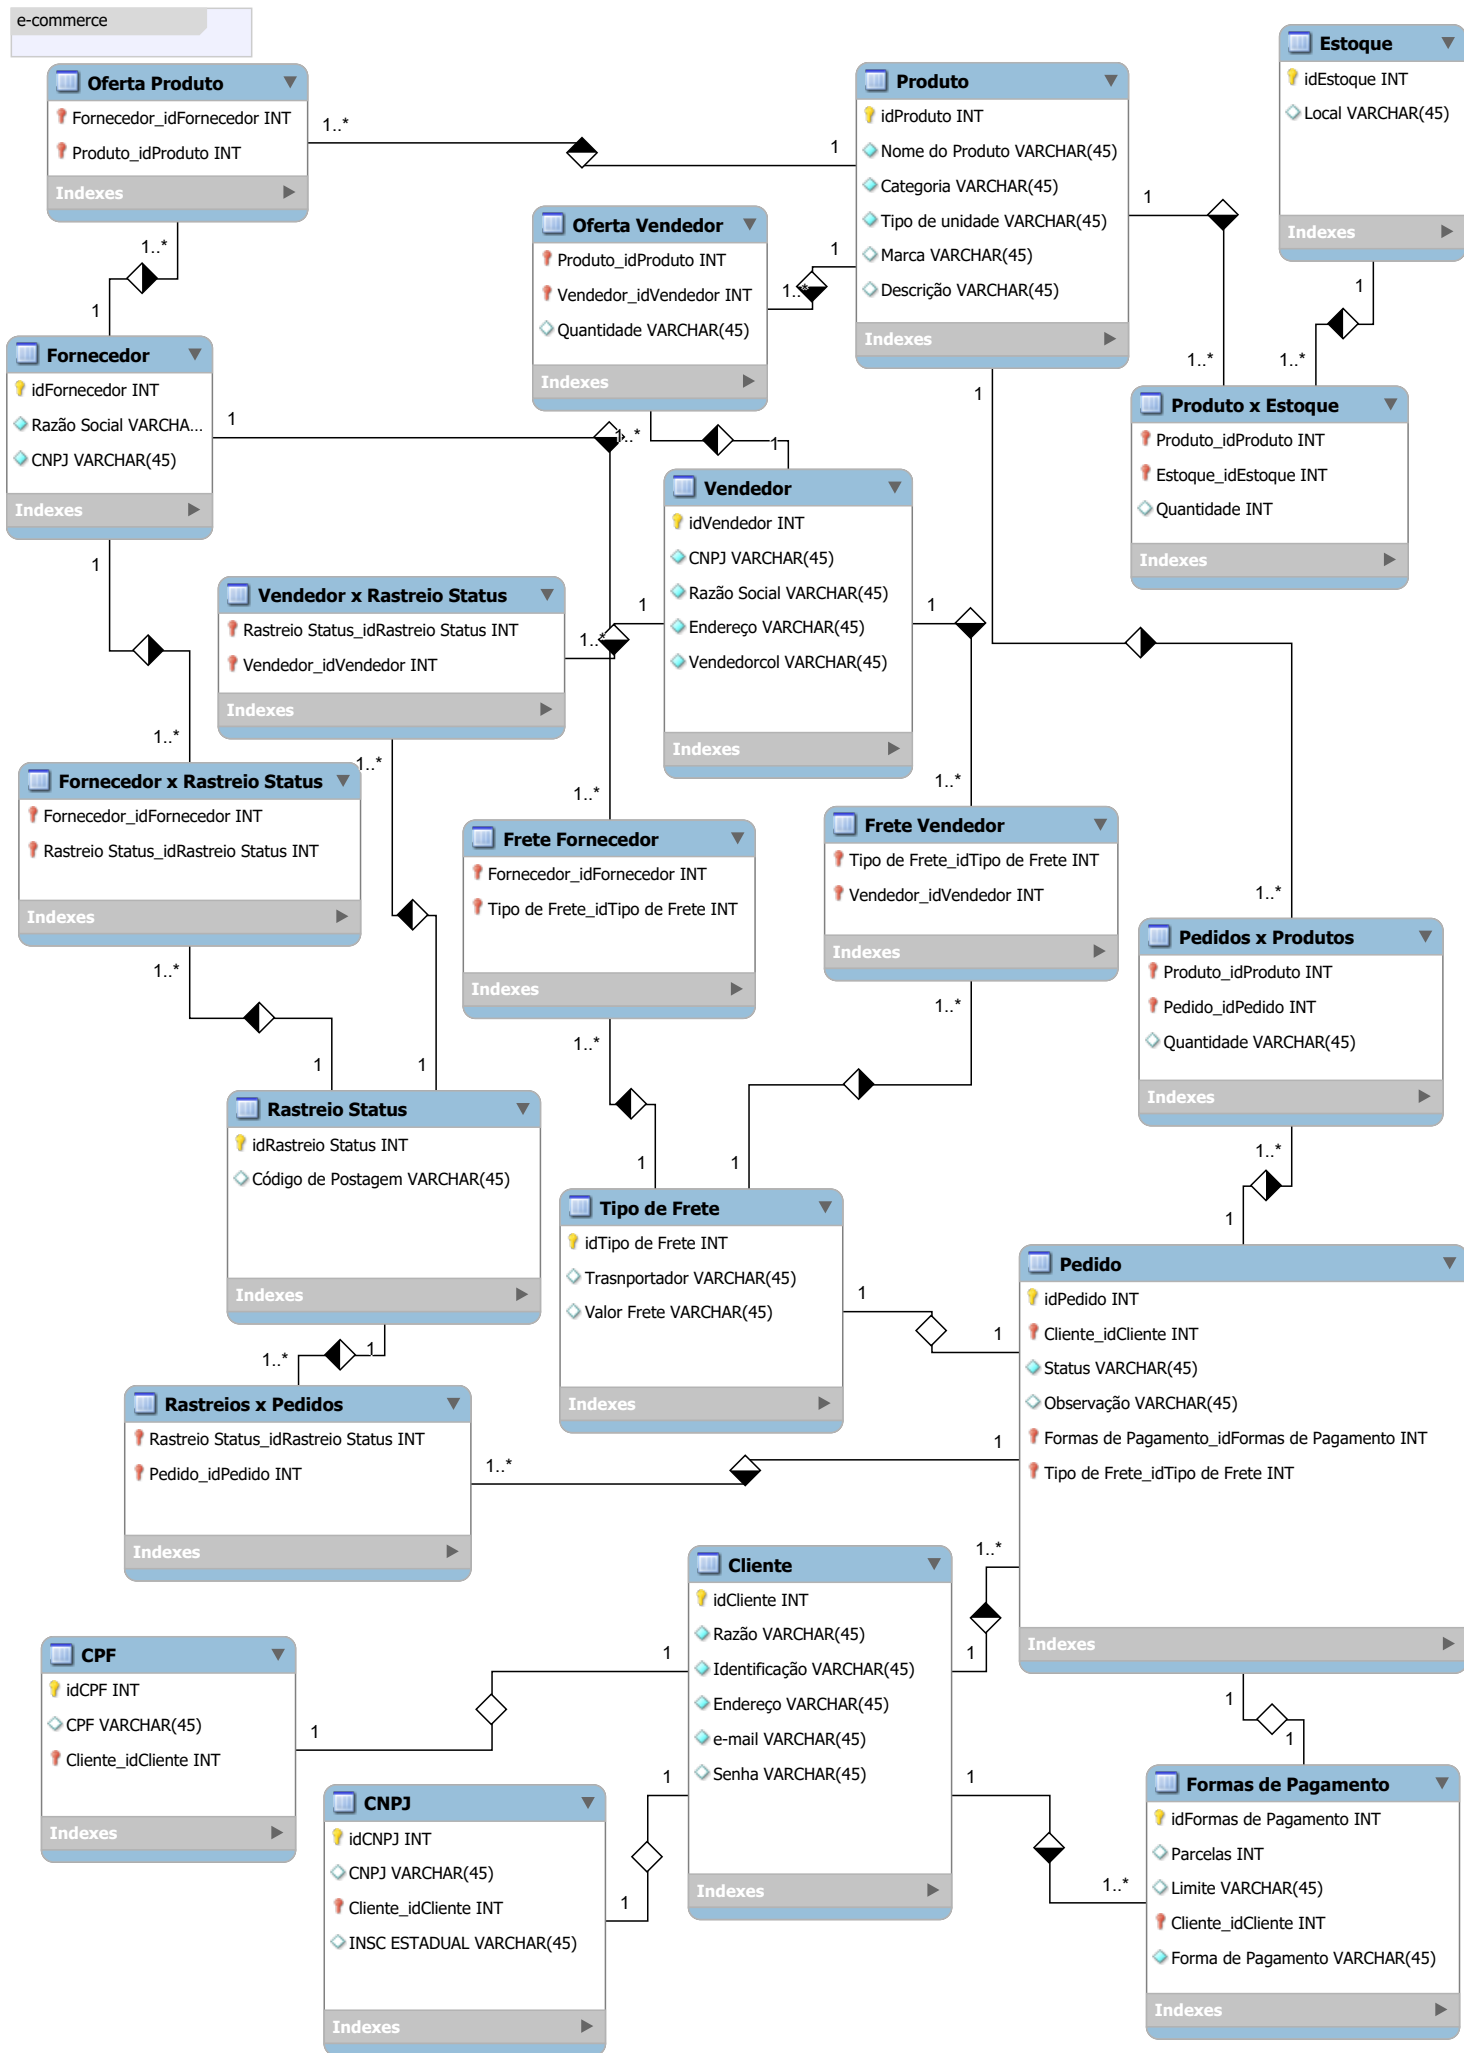 e-commerce
Oferta Produto
Fornecedor_idFornecedor INT
Produto_idProduto INT
Indexes
1..*
1
Produto
idProduto INT
Nome do Produto VARCHAR(45)
Categoria VARCHAR(45)
Tipo de unidade VARCHAR(45)
Marca VARCHAR(45)
Descrição VARCHAR(45)
Indexes
Estoque
idEstoque INT
Local VARCHAR(45)
Indexes
1
1
1..*
1..*
1..*
1
Oferta Vendedor
Produto_idProduto INT
Vendedor_idVendedor INT
Quantidade VARCHAR(45)
Indexes
1
1..*
Fornecedor
idFornecedor INT
Razão Social VARCHA...
CNPJ VARCHAR(45)
Indexes
1
1..*
1
Produto x Estoque
Produto_idProduto INT
Estoque_idEstoque INT
Quantidade INT
Indexes
1
Vendedor
idVendedor INT
CNPJ VARCHAR(45)
Razão Social VARCHAR(45)
Endereço VARCHAR(45)
Vendedorcol VARCHAR(45)
Indexes
1
Vendedor x Rastreio Status
Rastreio Status_idRastreio Status INT
Vendedor_idVendedor INT
Indexes
1..*
1
1
1..*
1..*
Fornecedor x Rastreio Status
Fornecedor_idFornecedor INT
Rastreio Status_idRastreio Status INT
Indexes
1..*
Frete Fornecedor
Fornecedor_idFornecedor INT
Tipo de Frete_idTipo de Frete INT
Indexes
1..*
Frete Vendedor
Tipo de Frete_idTipo de Frete INT
Vendedor_idVendedor INT
Indexes
1..*
Pedidos x Produtos
Produto_idProduto INT
Pedido_idPedido INT
Quantidade VARCHAR(45)
Indexes
1..*
1..*
1..*
1
1
1..*
Rastreio Status
idRastreio Status INT
Código de Postagem VARCHAR(45)
Indexes
1
1
1
Tipo de Frete
idTipo de Frete INT
Trasnportador VARCHAR(45)
Valor Frete VARCHAR(45)
Indexes
1
1
Pedido
idPedido INT
Cliente_idCliente INT
Status VARCHAR(45)
Observação VARCHAR(45)
Formas de Pagamento_idFormas de Pagamento INT
Tipo de Frete_idTipo de Frete INT
Indexes
1
1..*
Rastreios x Pedidos
Rastreio Status_idRastreio Status INT
Pedido_idPedido INT
Indexes
1..*
1
Cliente
idCliente INT
Razão VARCHAR(45)
Identificação VARCHAR(45)
Endereço VARCHAR(45)
e-mail VARCHAR(45)
Senha VARCHAR(45)
Indexes
1..*
1
CPF
idCPF INT
CPF VARCHAR(45)
Cliente_idCliente INT
Indexes
1
1
CNPJ
idCNPJ INT
CNPJ VARCHAR(45)
Cliente_idCliente INT
INSC ESTADUAL VARCHAR(45)
Indexes
1
1
1
1..*
1
1
Formas de Pagamento
idFormas de Pagamento INT
Parcelas INT
Limite VARCHAR(45)
Cliente_idCliente INT
Forma de Pagamento VARCHAR(45)
Indexes